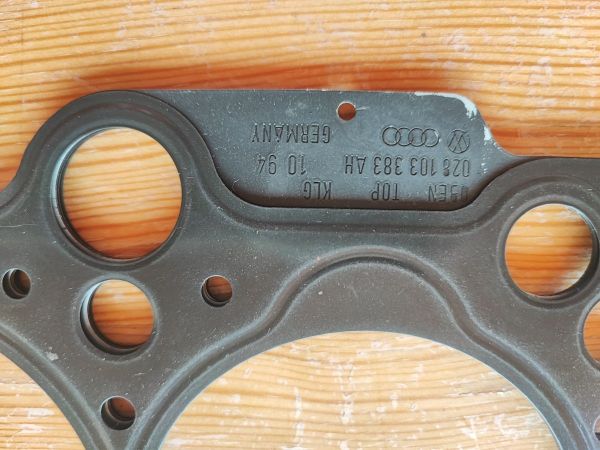 OBEN TOP KLG
028 103 383 AH 10 94
GERMANY